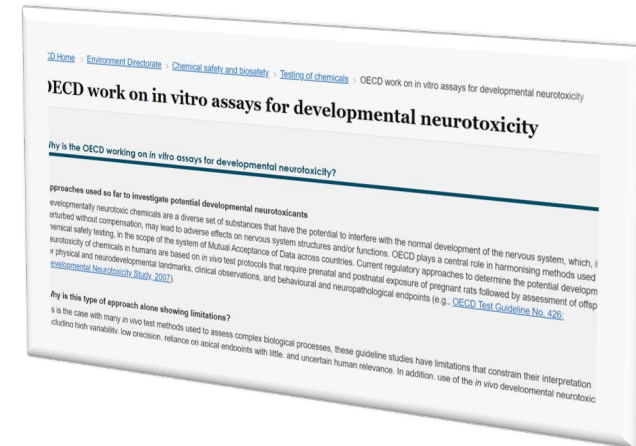 CD Home > Environment Directorate > Chemical safety and biosafety > Testing of chemicals > OECD work on in vitro assays for developmental neurotoxicity
OECD work on in vitro assays for developmental neurotoxicity
Why is the OECD working on in vitro assays for developmental neurotoxicity?
pproaches used so far to investigate potential developmental neurotoxicants
evelopmentally neurotoxic chemicals are a diverse set of substances that have the potential to interfere with the normal development of the nervous system, which, i
erturbed without compensation, may lead to adverse effects on nervous system structures and/or functions. OECD plays a central role in harmonising methods used
hemical safety testing, in the scope of the system of Mutual Acceptance of Data across countries. Current regulatory approaches to determine the potential developm
eurotoxicity of chemicals in humans are based on in vivo test protocols that require prenatal and postnatal exposure of pregnant rats followed by assessment of offsp
r physical and neurodevelopmental landmarks, clinical observations, and behavioural and neuropathological endpoints (e.g., OECD Test Guideline No. 426:
evelopmental Neurotoxicity Study, 2007).
hy is this type of approach alone showing limitations?
s is the case with many in vivo test methods used to assess complex biological processes, these guideline studies have limitations that constrain their interpretation
cluding high variability, low precision, reliance on apical endpoints with little, and uncertain human relevance. In addition, use of the in vivo developmental neurotoxic